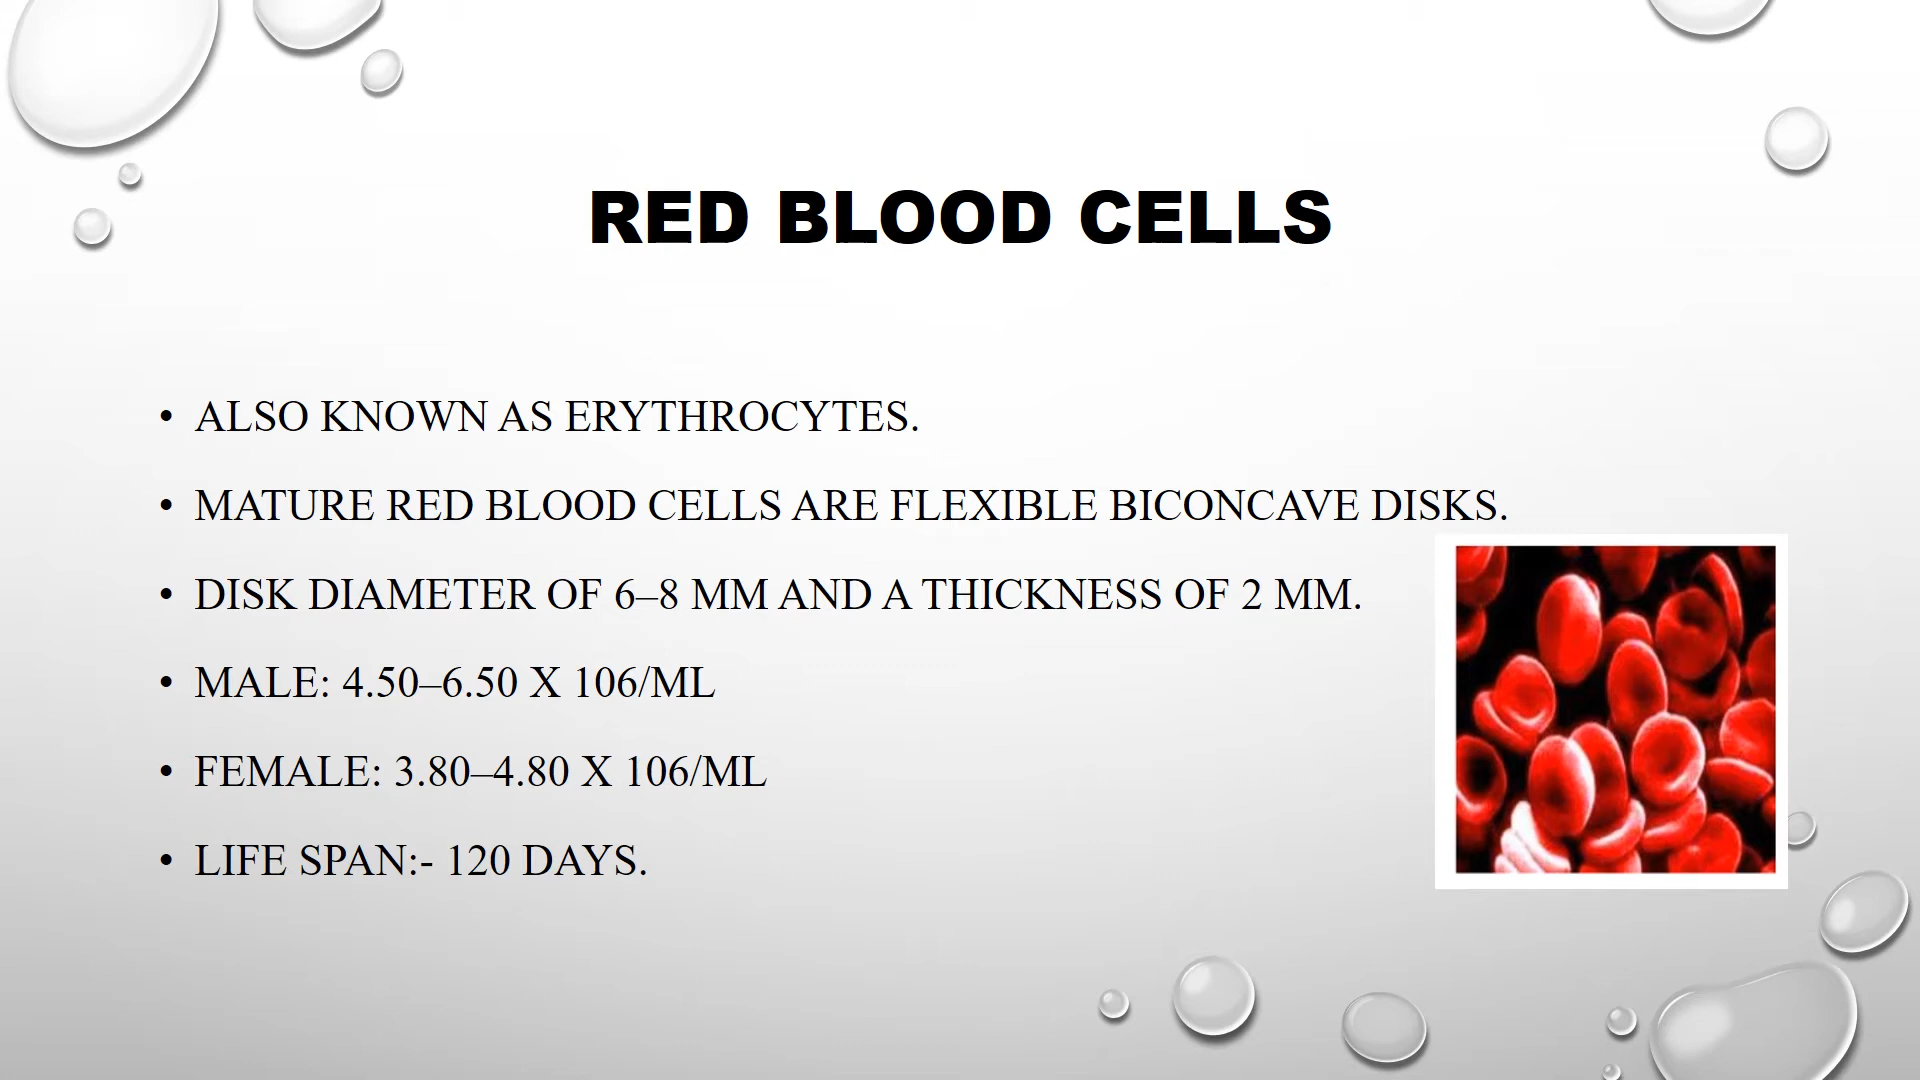 RED BLOOD CELLS
• ALSO KNOWN AS ERYTHROCYTES.
• MATURE RED BLOOD CELLS ARE FLEXIBLE BICONCAVE DISKS.
• DISK DIAMETER OF 6–8 MM AND A THICKNESS OF 2 MM.
• MALE: 4.50–6.50 X 106/ML
• FEMALE: 3.80–4.80 X 106/ML
• LIFE SPAN:- 120 DAYS.